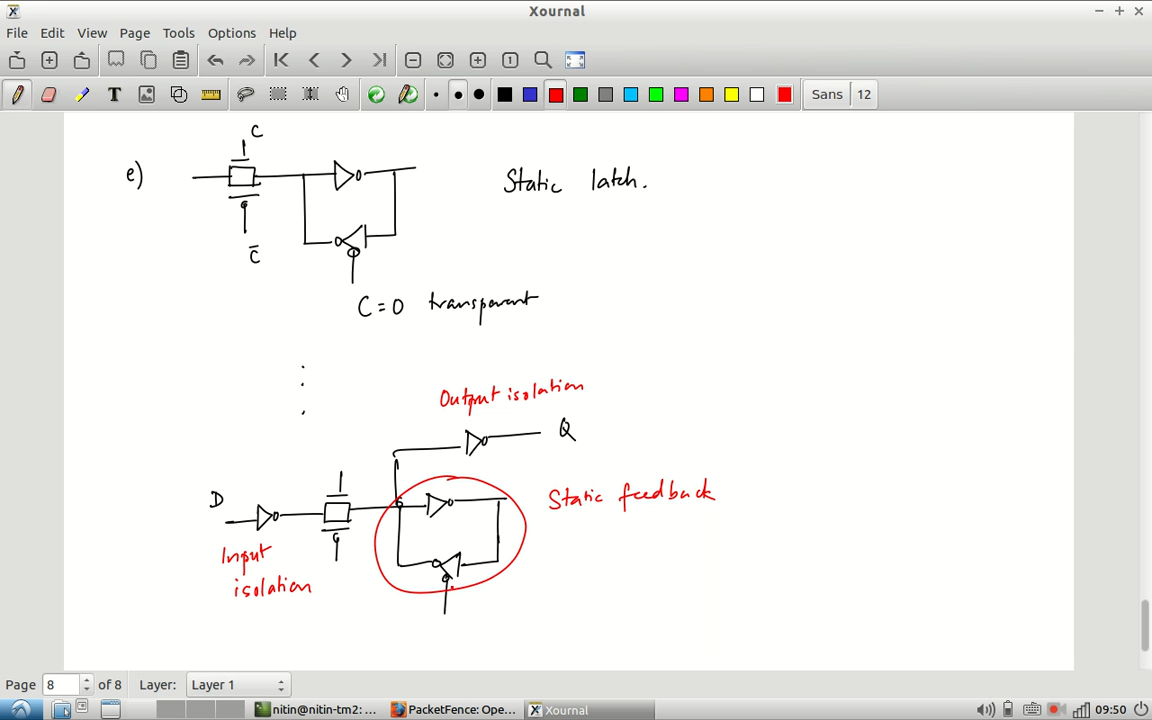 Xournal
File Edit View Page Tools Options Help
Sans 12
C
e)
Static latch.
C̅
C = 0 transparent
Output isolation
Q
D
Static feedback
Input
isolation
Page 8 of 8 Layer: Layer 1
nitin@nitin-tm2: ... PacketFence: Ope... Xournal 09:50